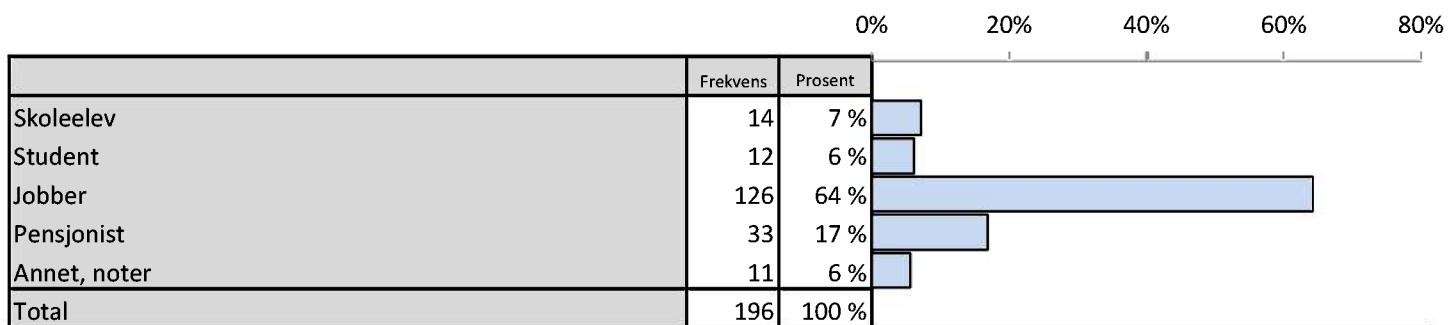 0% 20% 40% 60% 80%
Frekvens Prosent
Skoleelev 14 7 %
Student 12 6 %
Jobber 126 64 %
Pensjonist 33 17 %
Annet, noter 11 6 %
Total 196 100 %